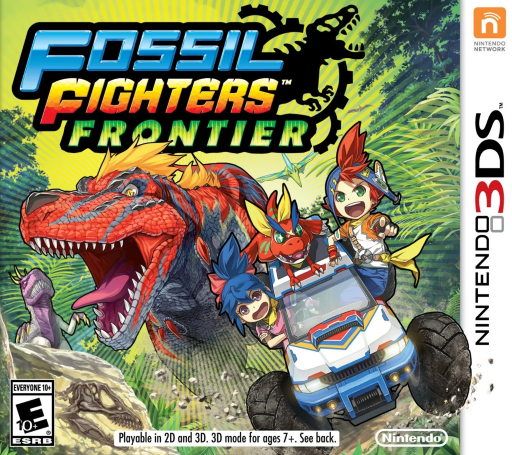 FOSSIL
FIGHTERS™
FRONTIER
NINTENDO
NETWORK
NINTENDO 3DS™
EVERYONE 10+
E
10+
ESRB
Playable in 2D and 3D. 3D mode for ages 7+. See back.
Nintendo